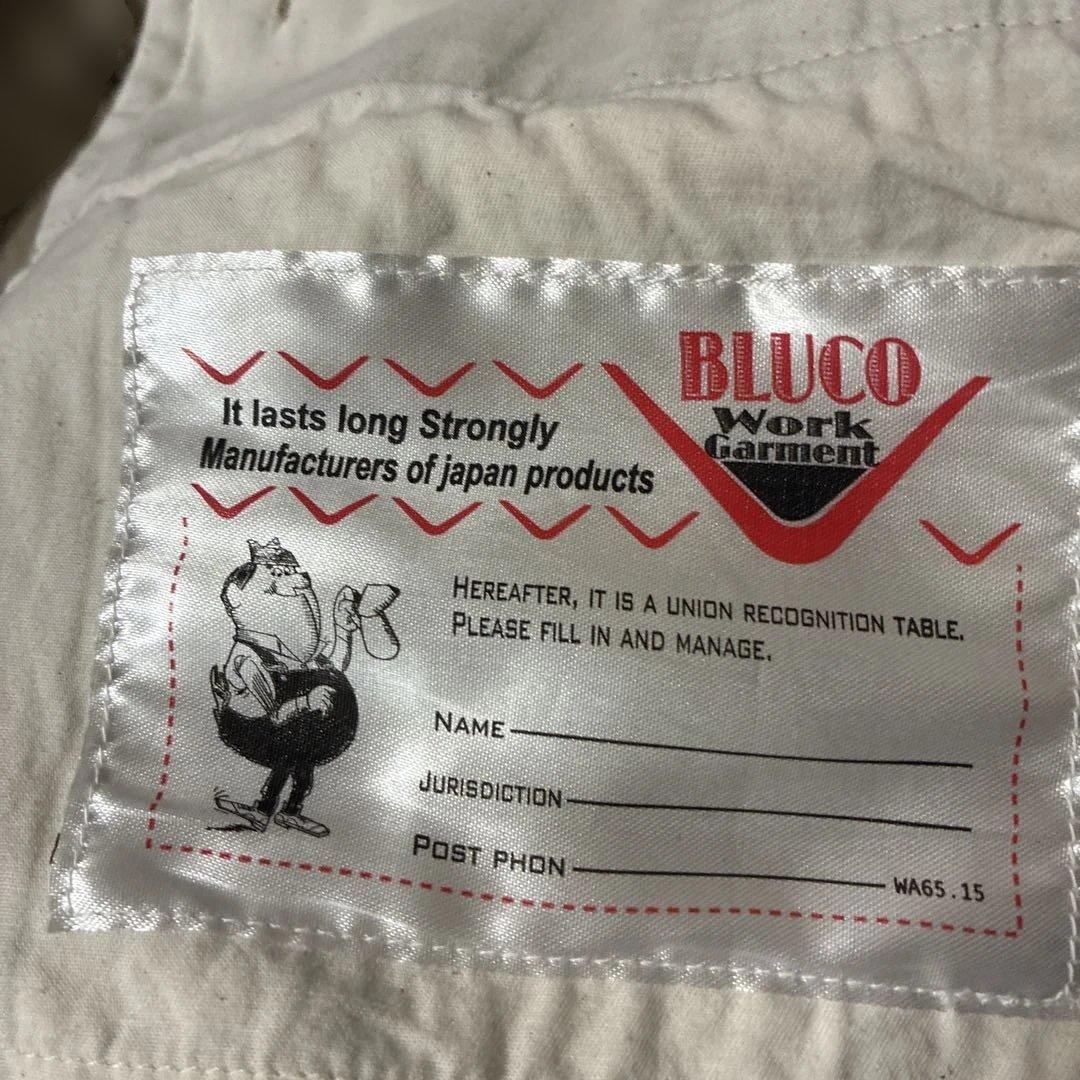 BLUCO
Work
Garment
It lasts long Strongly
Manufacturers of japan products
HEREAFTER, IT IS A UNION RECOGNITION TABLE.
PLEASE FILL IN AND MANAGE.
NAME
JURISDICTION
POST PHON
WA65.15